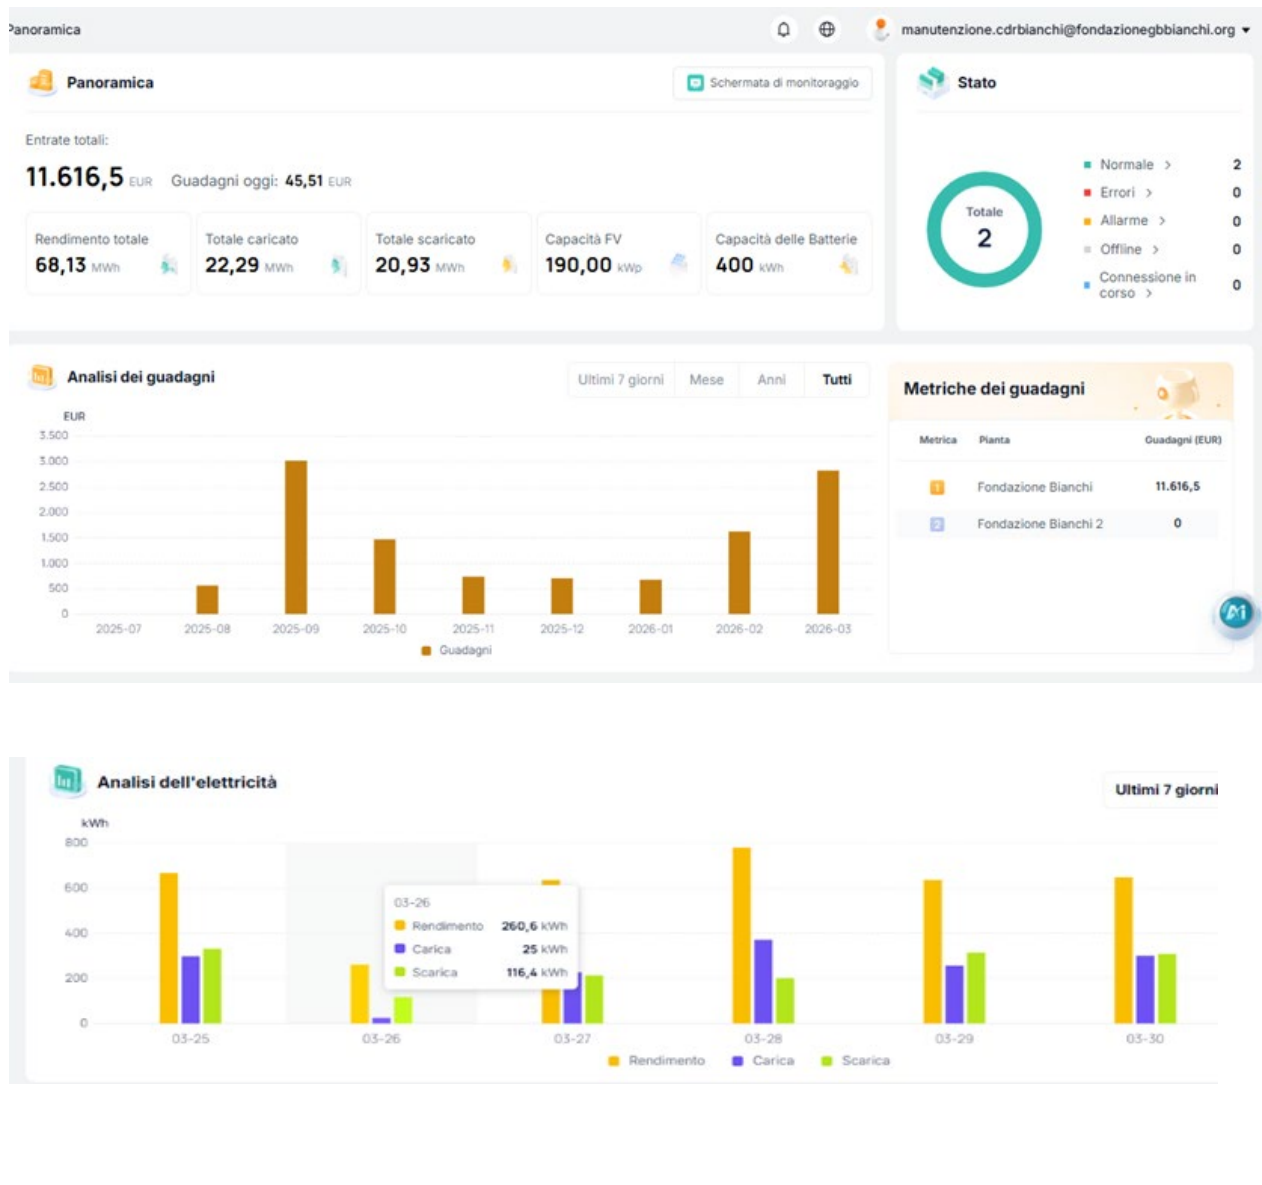 Panoramica
manutenzione.cdrbianchi@fondazionegbbianchi.org
Panoramica
Schermata di monitoraggio
Stato
Entrate totali:
11.616,5 EUR Guadagni oggi: 45,51 EUR
Rendimento totale
68,13 MWh
Totale caricato
22,29 MWh
Totale scaricato
20,93 MWh
Capacità FV
190,00 kWp
Capacità delle Batterie
400 kWh
Totale
2
Normale > 2
Errori > 0
Allarme > 0
Offline > 0
Connessione in corso > 0
Analisi dei guadagni
Ultimi 7 giorni Mese Anni Tutti
EUR
3.500
3.000
2.500
2.000
1.500
1.000
500
0
2025-07 2025-08 2025-09 2025-10 2025-11 2025-12 2026-01 2026-02 2026-03
Guadagni
Metriche dei guadagni
Metrica Pianta Guadagni (EUR)
1 Fondazione Bianchi 11.616,5
2 Fondazione Bianchi 2 0
Analisi dell'elettricità
Ultimi 7 giorni
kWh
800
600
400
200
0
03-26
Rendimento 260,6 kWh
Carica 25 kWh
Scarica 116,4 kWh
03-25 03-26 03-27 03-28 03-29 03-30
Rendimento Carica Scarica